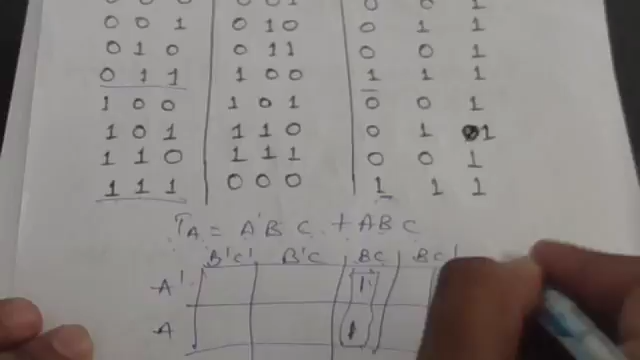 0 0 1 0 1 0 0 1 1
0 1 0 0 1 1 0 0 1
0 1 1 1 0 0 1 1 1
1 0 0 1 0 1 0 0 1
1 0 1 1 1 0 0 1 1
1 1 0 1 1 1 0 0 1
1 1 1 0 0 0 1 1 1
TA = A'BC + ABC
B'C' B'C BC BC'
A' 1
A 1